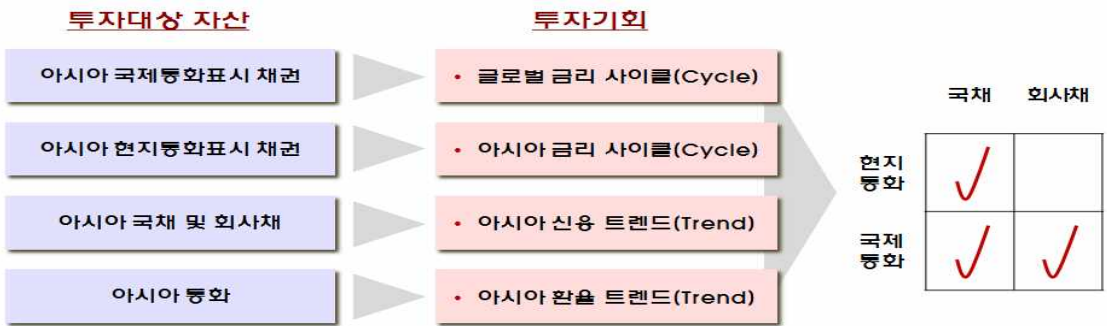 투자대상 자산
투자기회
아시아 국제통화표시 채권
• 글로벌 금리 사이클(Cycle)
아시아 현지통화표시 채권
• 아시아 금리 사이클(Cycle)
아시아 국채 및 회사채
• 아시아 신용 트렌드(Trend)
아시아 통화
• 아시아 환율 트렌드(Trend)
국채 회사채
현지
통화
국제
통화